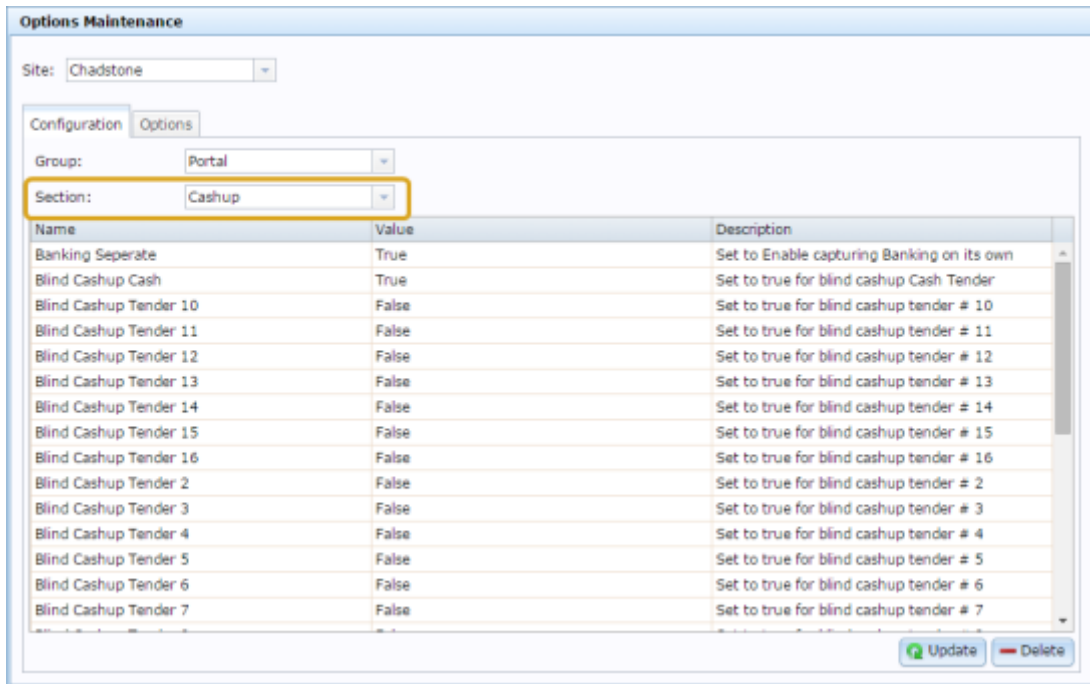 Options Maintenance
Site: Chadstone
Configuration Options
Group: Portal
Section: Cashup
Name Value Description
Banking Seperate True Set to Enable capturing Banking on its own
Blind Cashup Cash True Set to true for blind cashup Cash Tender
Blind Cashup Tender 10 False Set to true for blind cashup tender # 10
Blind Cashup Tender 11 False Set to true for blind cashup tender # 11
Blind Cashup Tender 12 False Set to true for blind cashup tender # 12
Blind Cashup Tender 13 False Set to true for blind cashup tender # 13
Blind Cashup Tender 14 False Set to true for blind cashup tender # 14
Blind Cashup Tender 15 False Set to true for blind cashup tender # 15
Blind Cashup Tender 16 False Set to true for blind cashup tender # 16
Blind Cashup Tender 2 False Set to true for blind cashup tender # 2
Blind Cashup Tender 3 False Set to true for blind cashup tender # 3
Blind Cashup Tender 4 False Set to true for blind cashup tender # 4
Blind Cashup Tender 5 False Set to true for blind cashup tender # 5
Blind Cashup Tender 6 False Set to true for blind cashup tender # 6
Blind Cashup Tender 7 False Set to true for blind cashup tender # 7
Update Delete